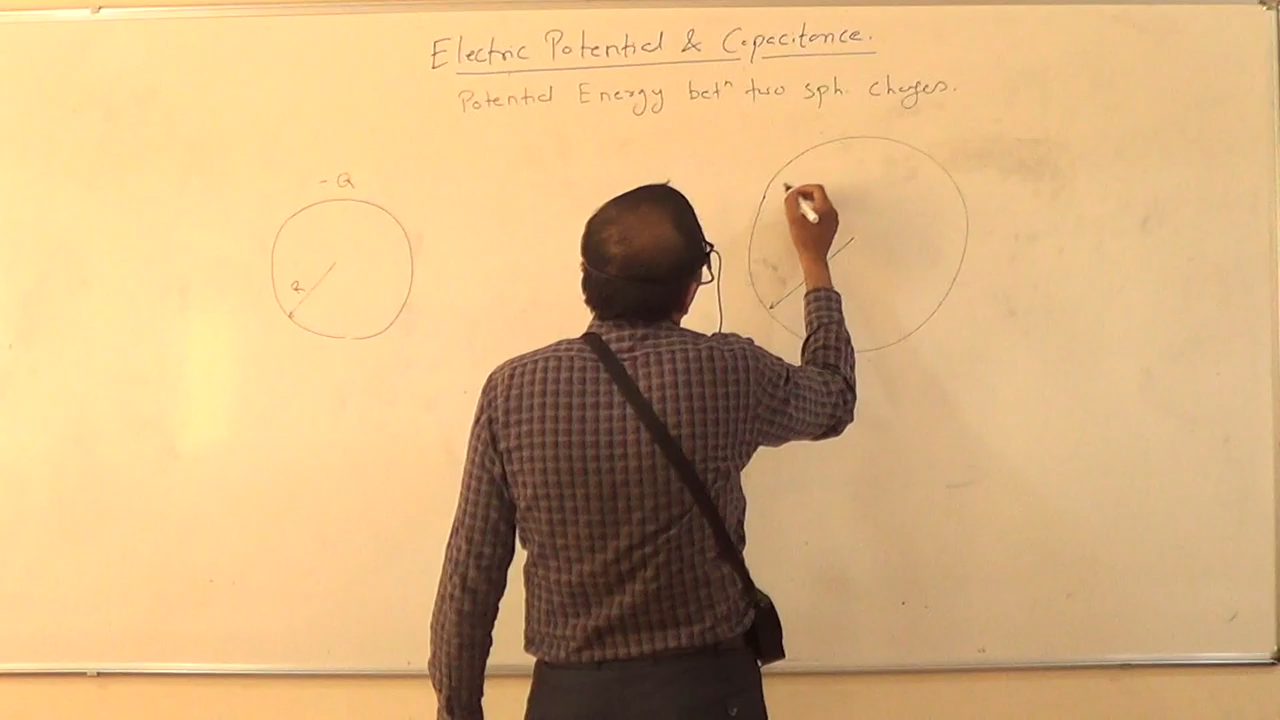 Electric Potential & Capacitance.
Potential Energy betⁿ two sph. charges.
- Q
R